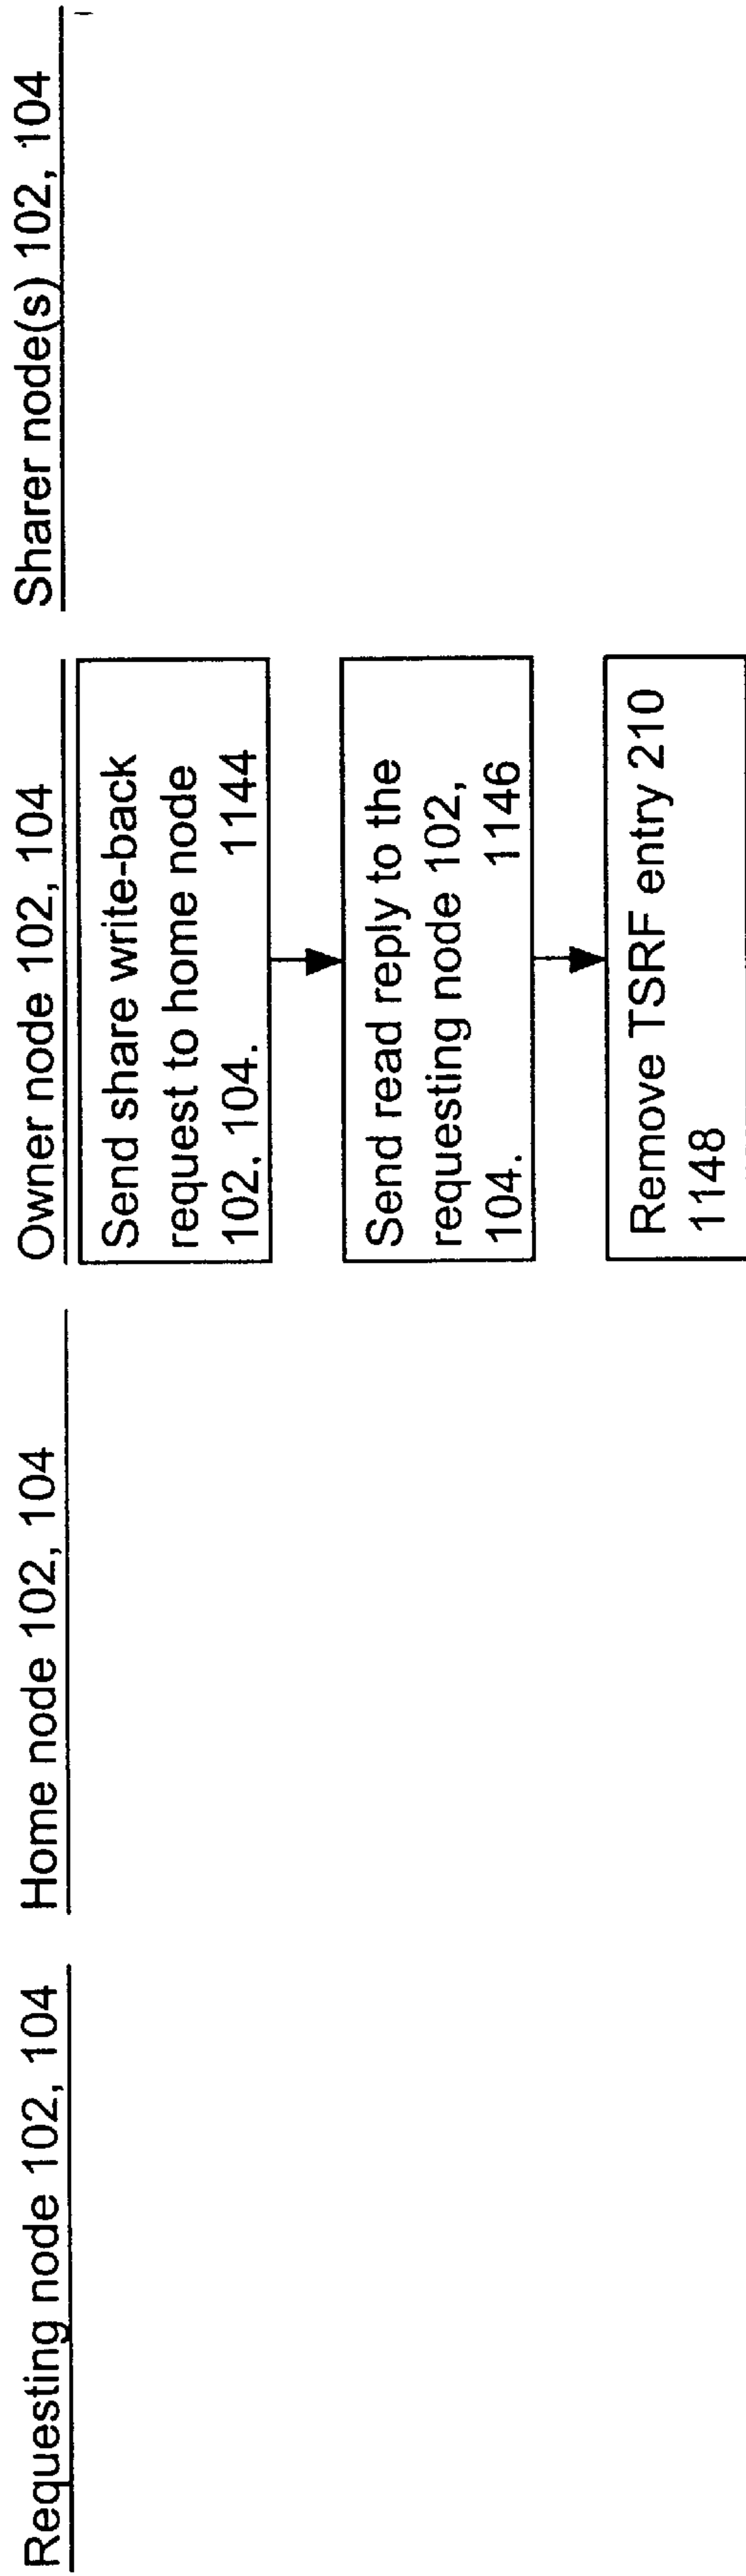 Requesting node 102, 104
Home node 102, 104
Owner node 102, 104
Sharer node(s) 102, 104
Send share write-back
request to home node
102, 104. 1144
Send read reply to the
requesting node 102,
104. 1146
Remove TSRF entry 210
1148